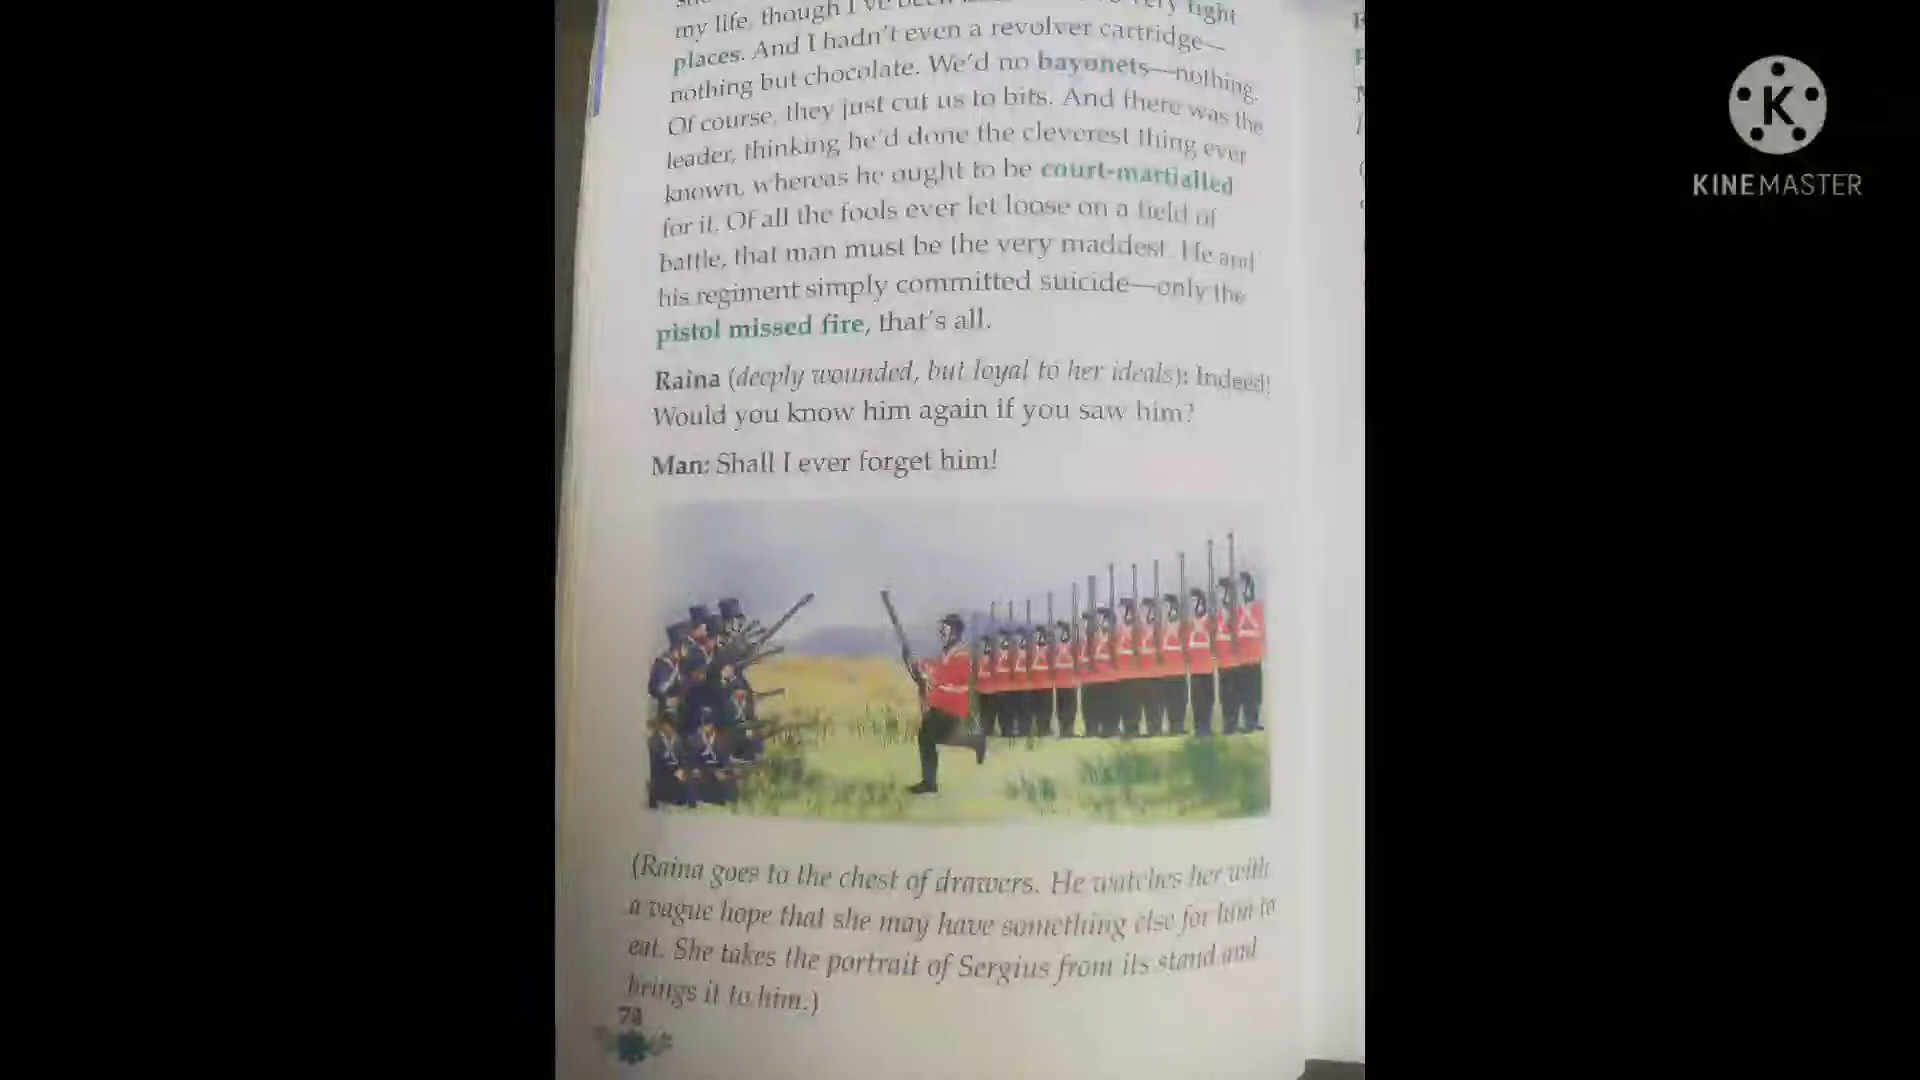 my life, though I've tight
places. And I hadn't even a revolver cartridge—
nothing but chocolate. We'd no bayonets—nothing.
Of course, they just cut us to bits. And there was the
leader, thinking he'd done the cleverest thing ever
known, whereas he ought to be court-martialled
for it. Of all the fools ever let loose on a field of
battle, that man must be the very maddest. He and
his regiment simply committed suicide—only the
pistol missed fire, that's all.
Raina (deeply wounded, but loyal to her ideals): Indeed!
Would you know him again if you saw him?
Man: Shall I ever forget him!
(Raina goes to the chest of drawers. He watches her with
a vague hope that she may have something else for him to
eat. She takes the portrait of Sergius from its stand and
brings it to him.)
74
K
KINEMASTER